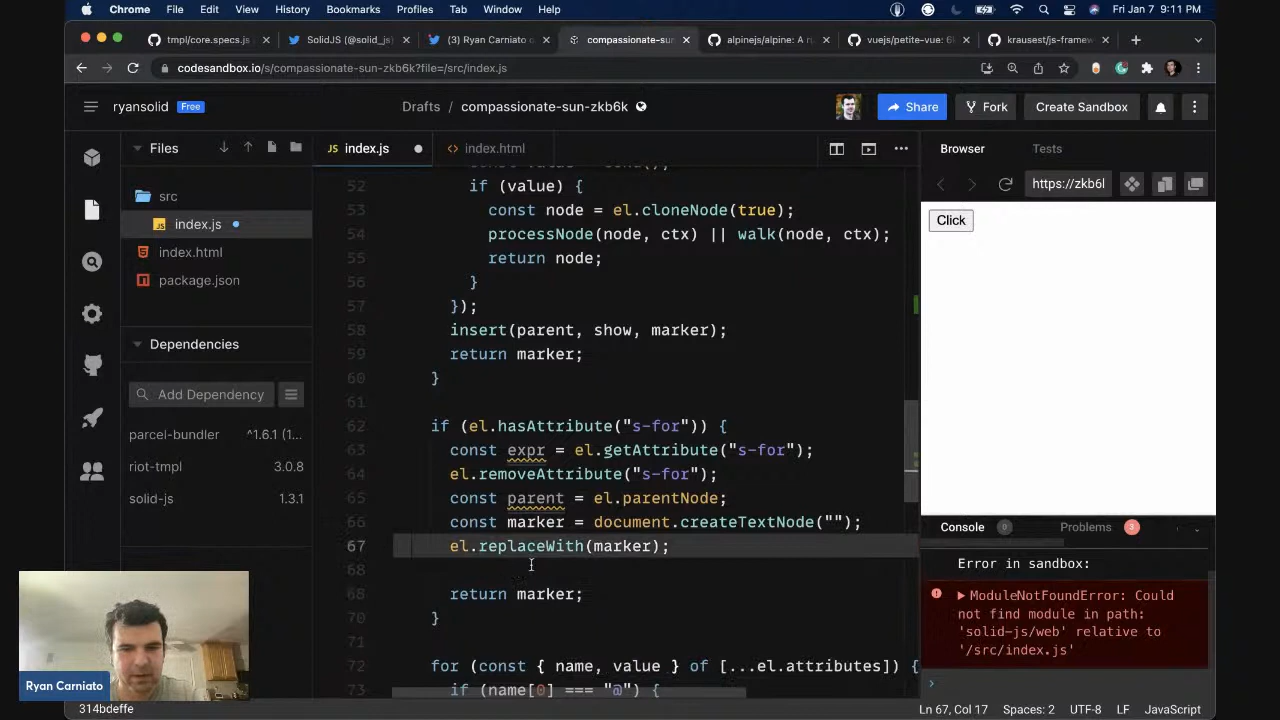 Chrome File Edit View History Bookmarks Profiles Tab Window Help Fri Jan 7 9:11 PM
tmpl/core.specs.js SolidJS (@solid_js) (3) Ryan Carniato compassionate-sun alpinejs/alpine: A r vuejs/petite-vue: 6 krausest/js-frame
codesandbox.io/s/compassionate-sun-zkb6k?file=/src/index.js
ryansolid Free Drafts / compassionate-sun-zkb6k Share Fork Create Sandbox
Files
src
index.js
index.html
package.json
Dependencies
Add Dependency
parcel-bundler ^1.6.1 (1...
riot-tmpl 3.0.8
solid-js 1.3.1
JS index.js <> index.html
52 if (value) {
53 const node = el.cloneNode(true);
54 processNode(node, ctx) || walk(node, ctx);
55 return node;
56 }
57 });
58 insert(parent, show, marker);
59 return marker;
60 }
61
62 if (el.hasAttribute("s-for")) {
63 const expr = el.getAttribute("s-for");
64 el.removeAttribute("s-for");
65 const parent = el.parentNode;
66 const marker = document.createTextNode("");
67 el.replaceWith(marker);
68
69 return marker;
70 }
71
72 for (const { name, value } of [...el.attributes]) {
73 if (name[0] === "@") {
Browser Tests
https://zkb6l
Click
Console 0 Problems 3
Error in sandbox:
ModuleNotFoundError: Could
not find module in path:
'solid-js/web' relative to
'/src/index.js'
Ryan Carniato
314bdeffe
Ln 67, Col 17 Spaces: 2 UTF-8 LF JavaScript